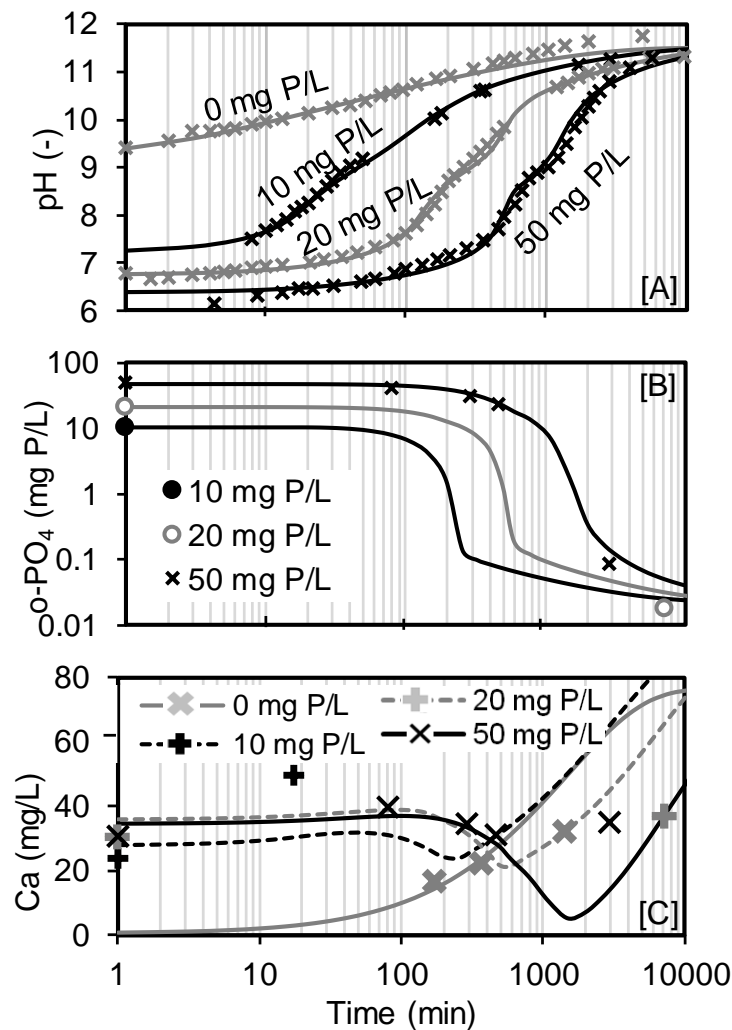 12
11
10
9
8
7
6
pH (-)
0 mg P/L
10 mg P/L
20 mg P/L
50 mg P/L
[A]
100
10
1
0.1
0.01
o-PO4 (mg P/L)
[B]
10 mg P/L
20 mg P/L
50 mg P/L
80
60
40
20
0
Ca (mg/L)
0 mg P/L
20 mg P/L
10 mg P/L
50 mg P/L
[C]
1 10 100 1000 10000
Time (min)